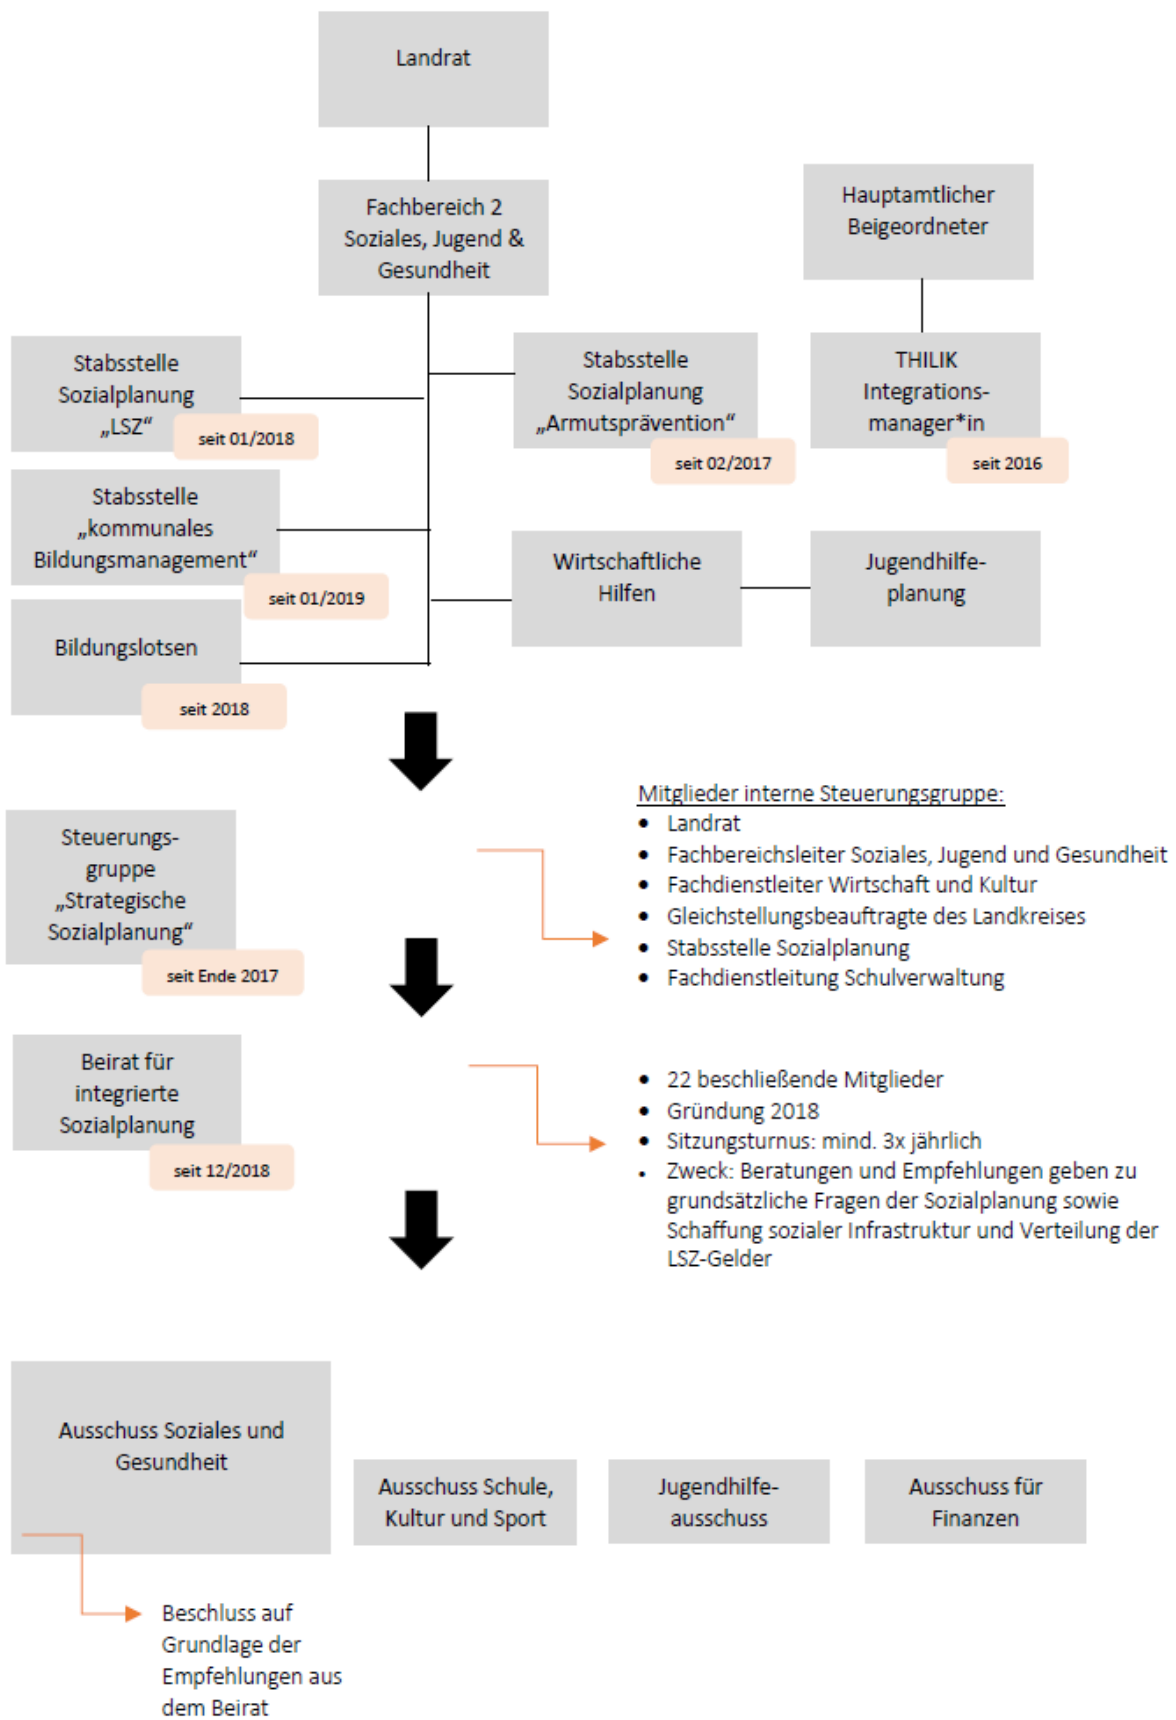 Landrat
Fachbereich 2
Soziales, Jugend &
Gesundheit
Hauptamtlicher
Beigeordneter
Stabsstelle
Sozialplanung
„LSZ“
seit 01/2018
Stabsstelle
Sozialplanung
„Armutsprävention“
seit 02/2017
THILIK
Integrations-
manager*in
seit 2016
Stabsstelle
„kommunales
Bildungsmanagement“
seit 01/2019
Wirtschaftliche
Hilfen
Jugendhilfe-
planung
Bildungslotsen
seit 2018
Steuerungs-
gruppe
„Strategische
Sozialplanung“
seit Ende 2017
Mitglieder interne Steuerungsgruppe:
• Landrat
• Fachbereichsleiter Soziales, Jugend und Gesundheit
• Fachdienstleiter Wirtschaft und Kultur
• Gleichstellungsbeauftragte des Landkreises
• Stabsstelle Sozialplanung
• Fachdienstleitung Schulverwaltung
Beirat für
integrierte
Sozialplanung
seit 12/2018
• 22 beschließende Mitglieder
• Gründung 2018
• Sitzungsturnus: mind. 3x jährlich
• Zweck: Beratungen und Empfehlungen geben zu
grundsätzliche Fragen der Sozialplanung sowie
Schaffung sozialer Infrastruktur und Verteilung der
LSZ-Gelder
Ausschuss Soziales und
Gesundheit
Ausschuss Schule,
Kultur und Sport
Jugendhilfe-
ausschuss
Ausschuss für
Finanzen
Beschluss auf
Grundlage der
Empfehlungen aus
dem Beirat